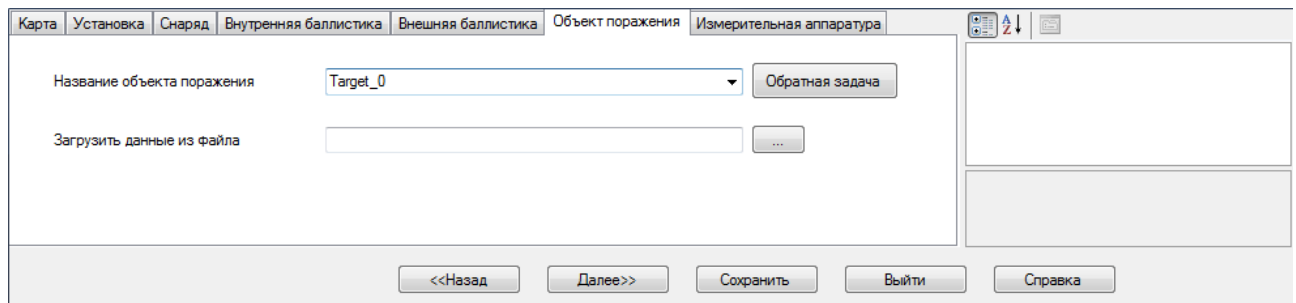 Карта Установка Снаряд Внутренняя баллистика Внешняя баллистика Объект поражения Измерительная аппаратура
Название объекта поражения Target_0 Обратная задача
Загрузить данные из файла ...
<<Назад Далее>> Сохранить Выйти Справка